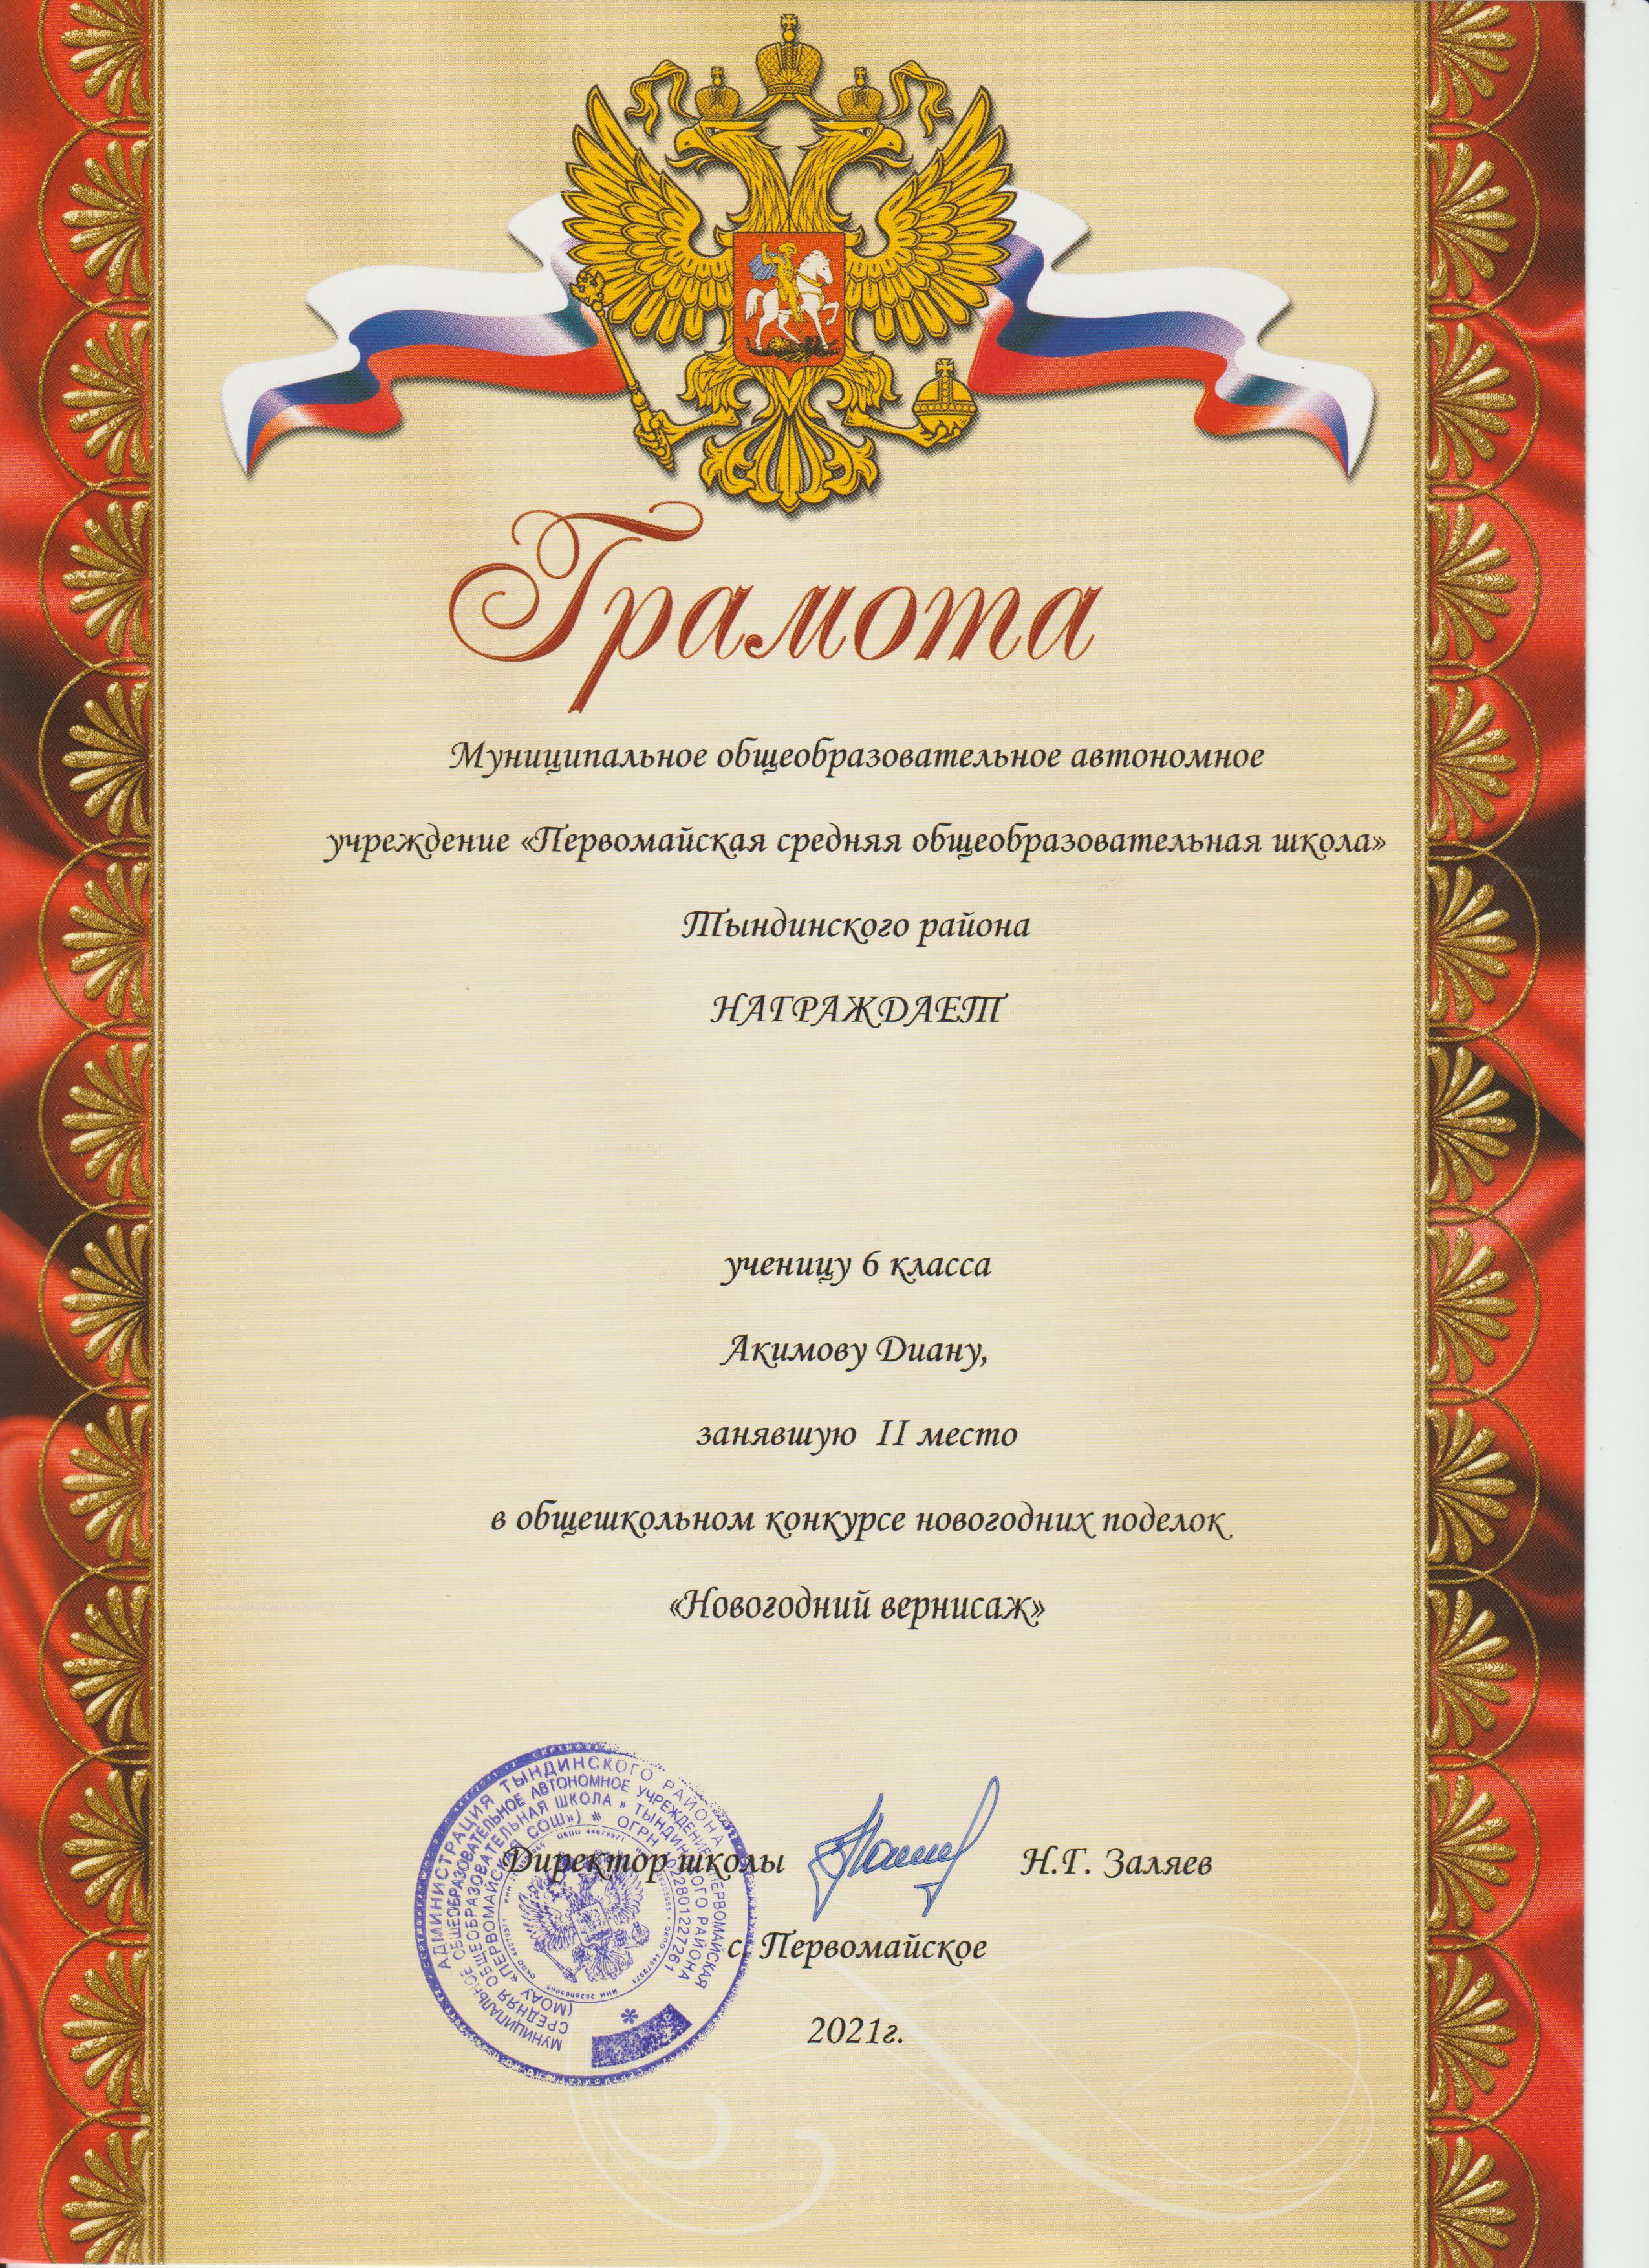 Грамота
Муниципальное общеобразовательное автономное
учреждение «Первомайская средняя общеобразовательная школа»
Тындинского района
НАГРАЖДАЕТ
ученицу 6 класса
Акимову Диану,
занявшую II место
в общешкольном конкурсе новогодних поделок
«Новогодний вернисаж»
Директор школы Н.Г. Заляев
с. Первомайское
2021г.
АДМИНИСТРАЦИЯ ТЫНДИНСКОГО РАЙОНА
МУНИЦИПАЛЬНОЕ ОБЩЕОБРАЗОВАТЕЛЬНОЕ АВТОНОМНОЕ УЧРЕЖДЕНИЕ «ПЕРВОМАЙСКАЯ
СРЕДНЯЯ ОБЩЕОБРАЗОВАТЕЛЬНАЯ ШКОЛА» ТЫНДИНСКОГО РАЙОНА
(МОАУ «ПЕРВОМАЙСКАЯ СОШ») * ОГРН 1022801227261
*